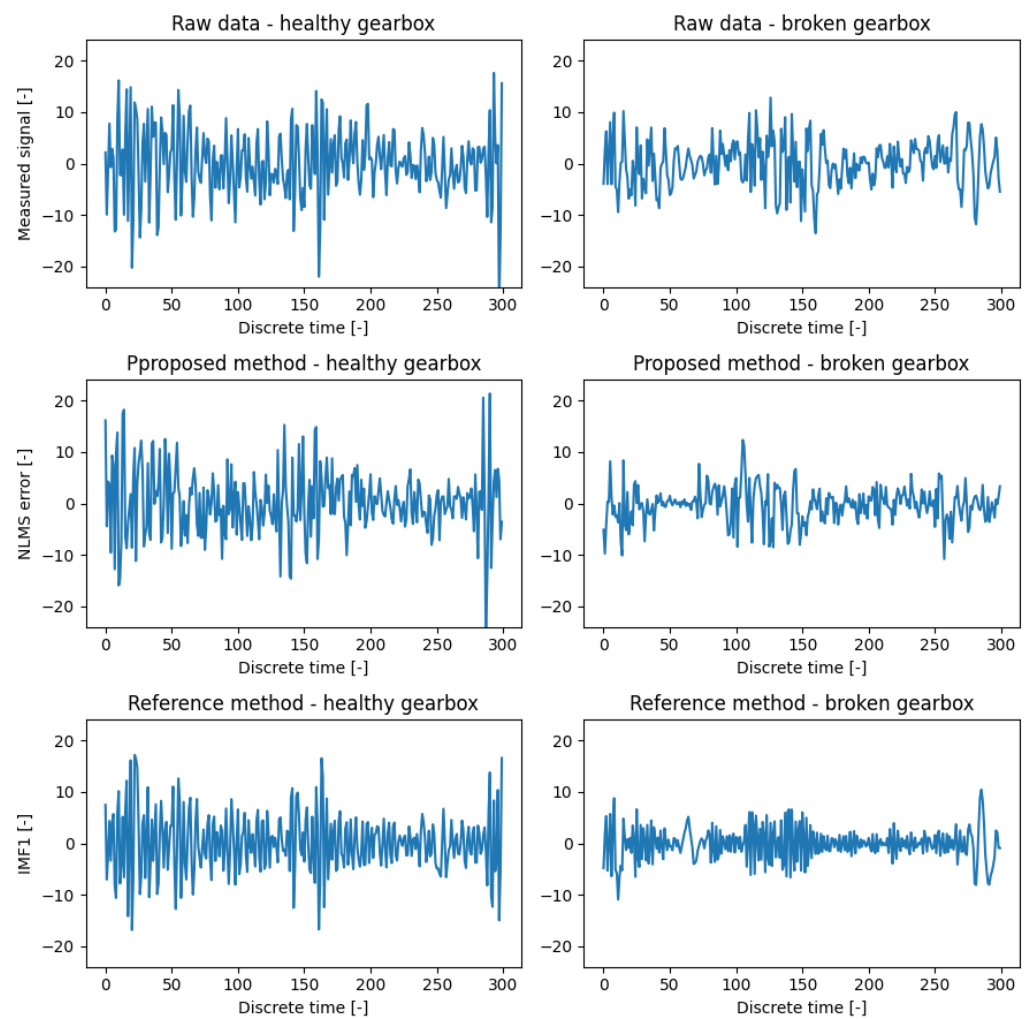 Raw data - healthy gearbox
Measured signal [-]
20
10
0
−10
−20
0 50 100 150 200 250 300
Discrete time [-]
Raw data - broken gearbox
20
10
0
−10
−20
0 50 100 150 200 250 300
Discrete time [-]
Pproposed method - healthy gearbox
NLMS error [-]
20
10
0
−10
−20
0 50 100 150 200 250 300
Discrete time [-]
Proposed method - broken gearbox
20
10
0
−10
−20
0 50 100 150 200 250 300
Discrete time [-]
Reference method - healthy gearbox
IMF1 [-]
20
10
0
−10
−20
0 50 100 150 200 250 300
Discrete time [-]
Reference method - broken gearbox
20
10
0
−10
−20
0 50 100 150 200 250 300
Discrete time [-]